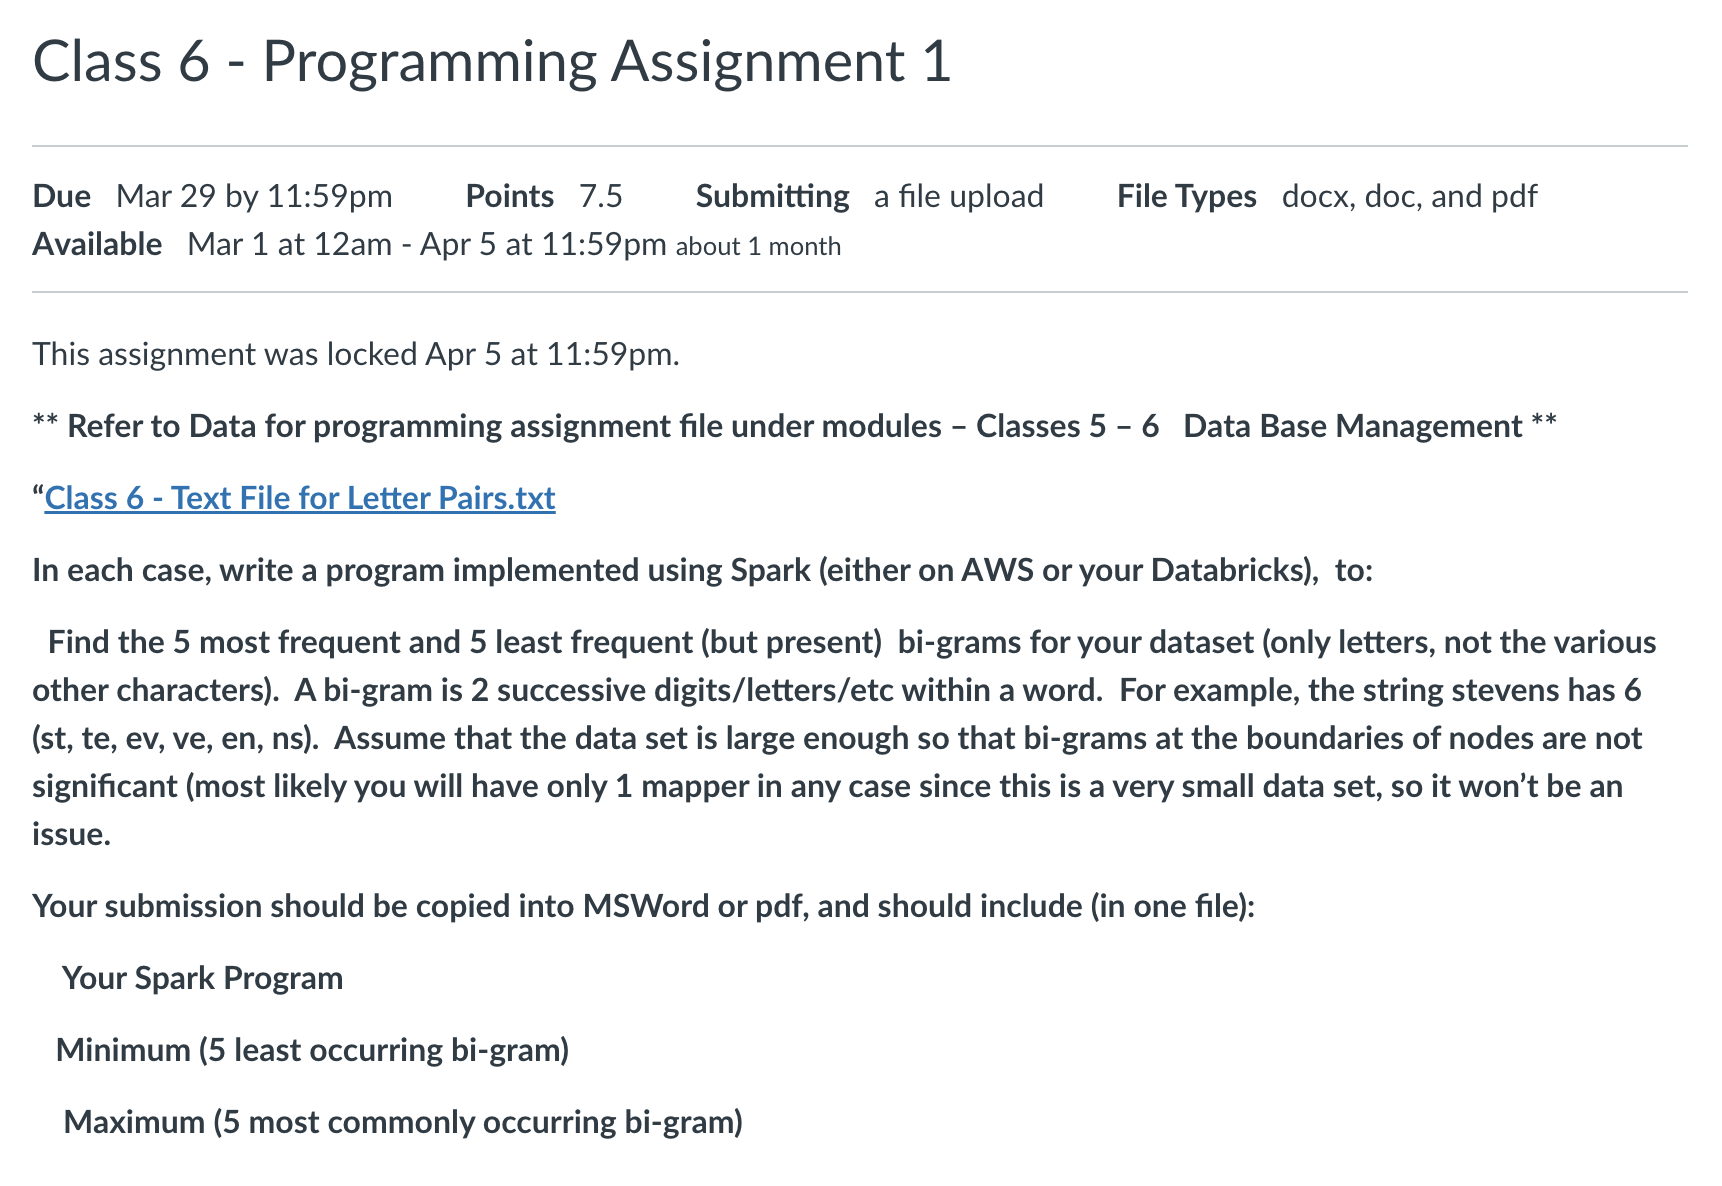 Class 6 - Programming Assignment 1
Due Mar 29 by 11:59pm Points 7.5 Submitting a file upload File Types docx, doc, and pdf
Available Mar 1 at 12am - Apr 5 at 11:59pm about 1 month
This assignment was locked Apr 5 at 11:59pm.
** Refer to Data for programming assignment file under modules – Classes 5 – 6 Data Base Management **
“Class 6 - Text File for Letter Pairs.txt
In each case, write a program implemented using Spark (either on AWS or your Databricks), to:
Find the 5 most frequent and 5 least frequent (but present) bi-grams for your dataset (only letters, not the various
other characters). A bi-gram is 2 successive digits/letters/etc within a word. For example, the string stevens has 6
(st, te, ev, ve, en, ns). Assume that the data set is large enough so that bi-grams at the boundaries of nodes are not
significant (most likely you will have only 1 mapper in any case since this is a very small data set, so it won’t be an
issue.
Your submission should be copied into MSWord or pdf, and should include (in one file):
Your Spark Program
Minimum (5 least occurring bi-gram)
Maximum (5 most commonly occurring bi-gram)